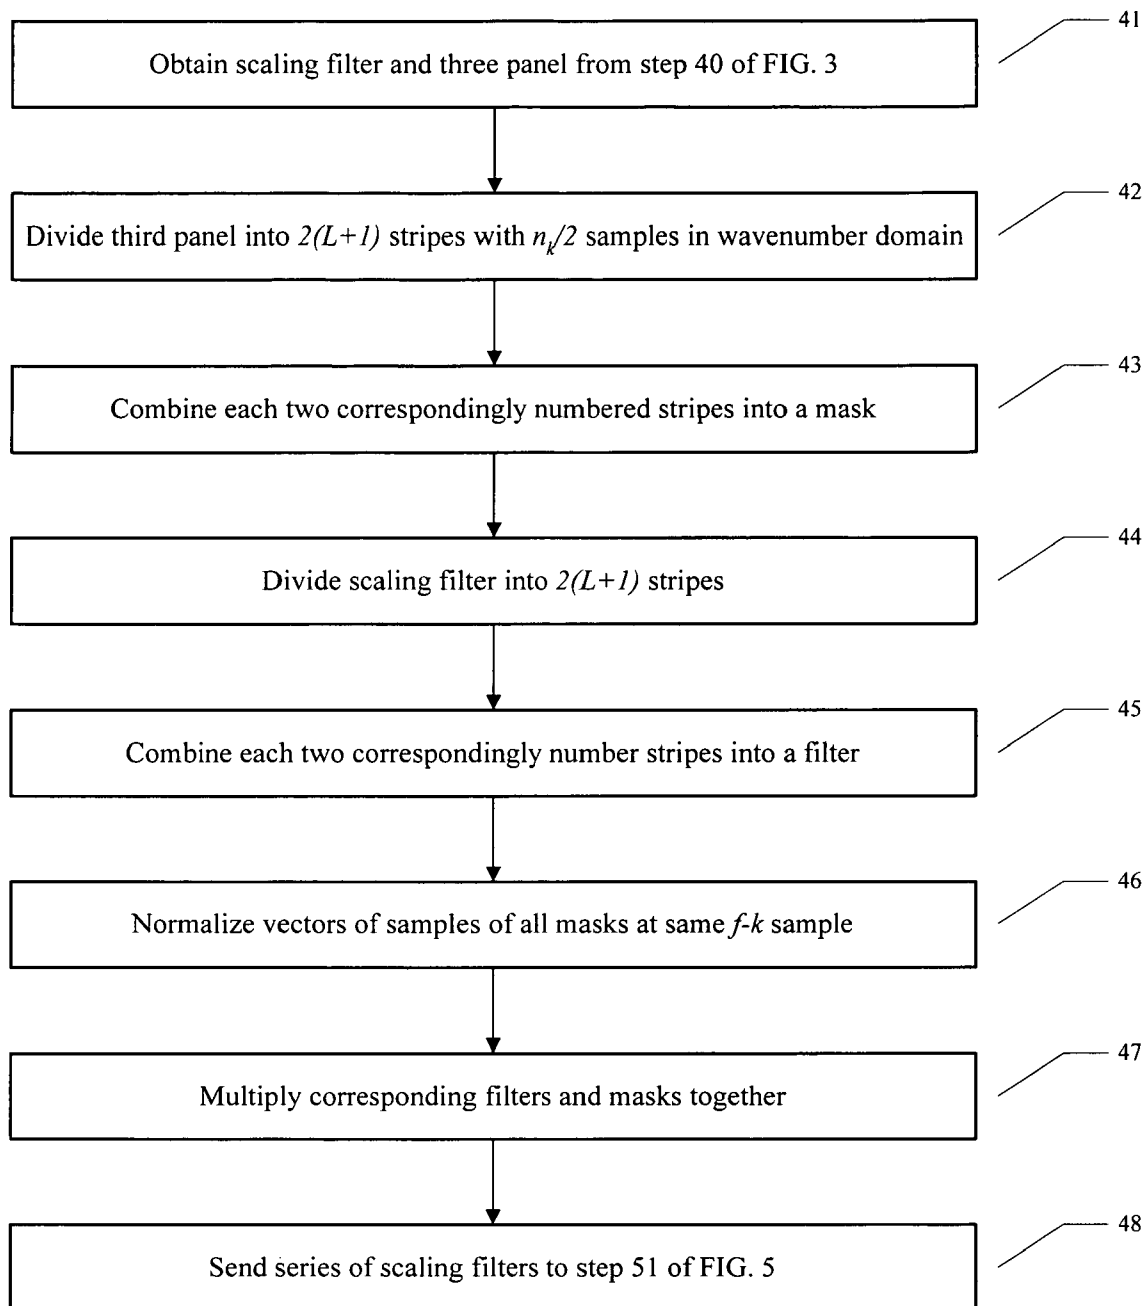 41
Obtain scaling filter and three panel from step 40 of FIG. 3
42
Divide third panel into 2(L+1) stripes with n_k/2 samples in wavenumber domain
43
Combine each two correspondingly numbered stripes into a mask
44
Divide scaling filter into 2(L+1) stripes
45
Combine each two correspondingly number stripes into a filter
46
Normalize vectors of samples of all masks at same f-k sample
47
Multiply corresponding filters and masks together
48
Send series of scaling filters to step 51 of FIG. 5